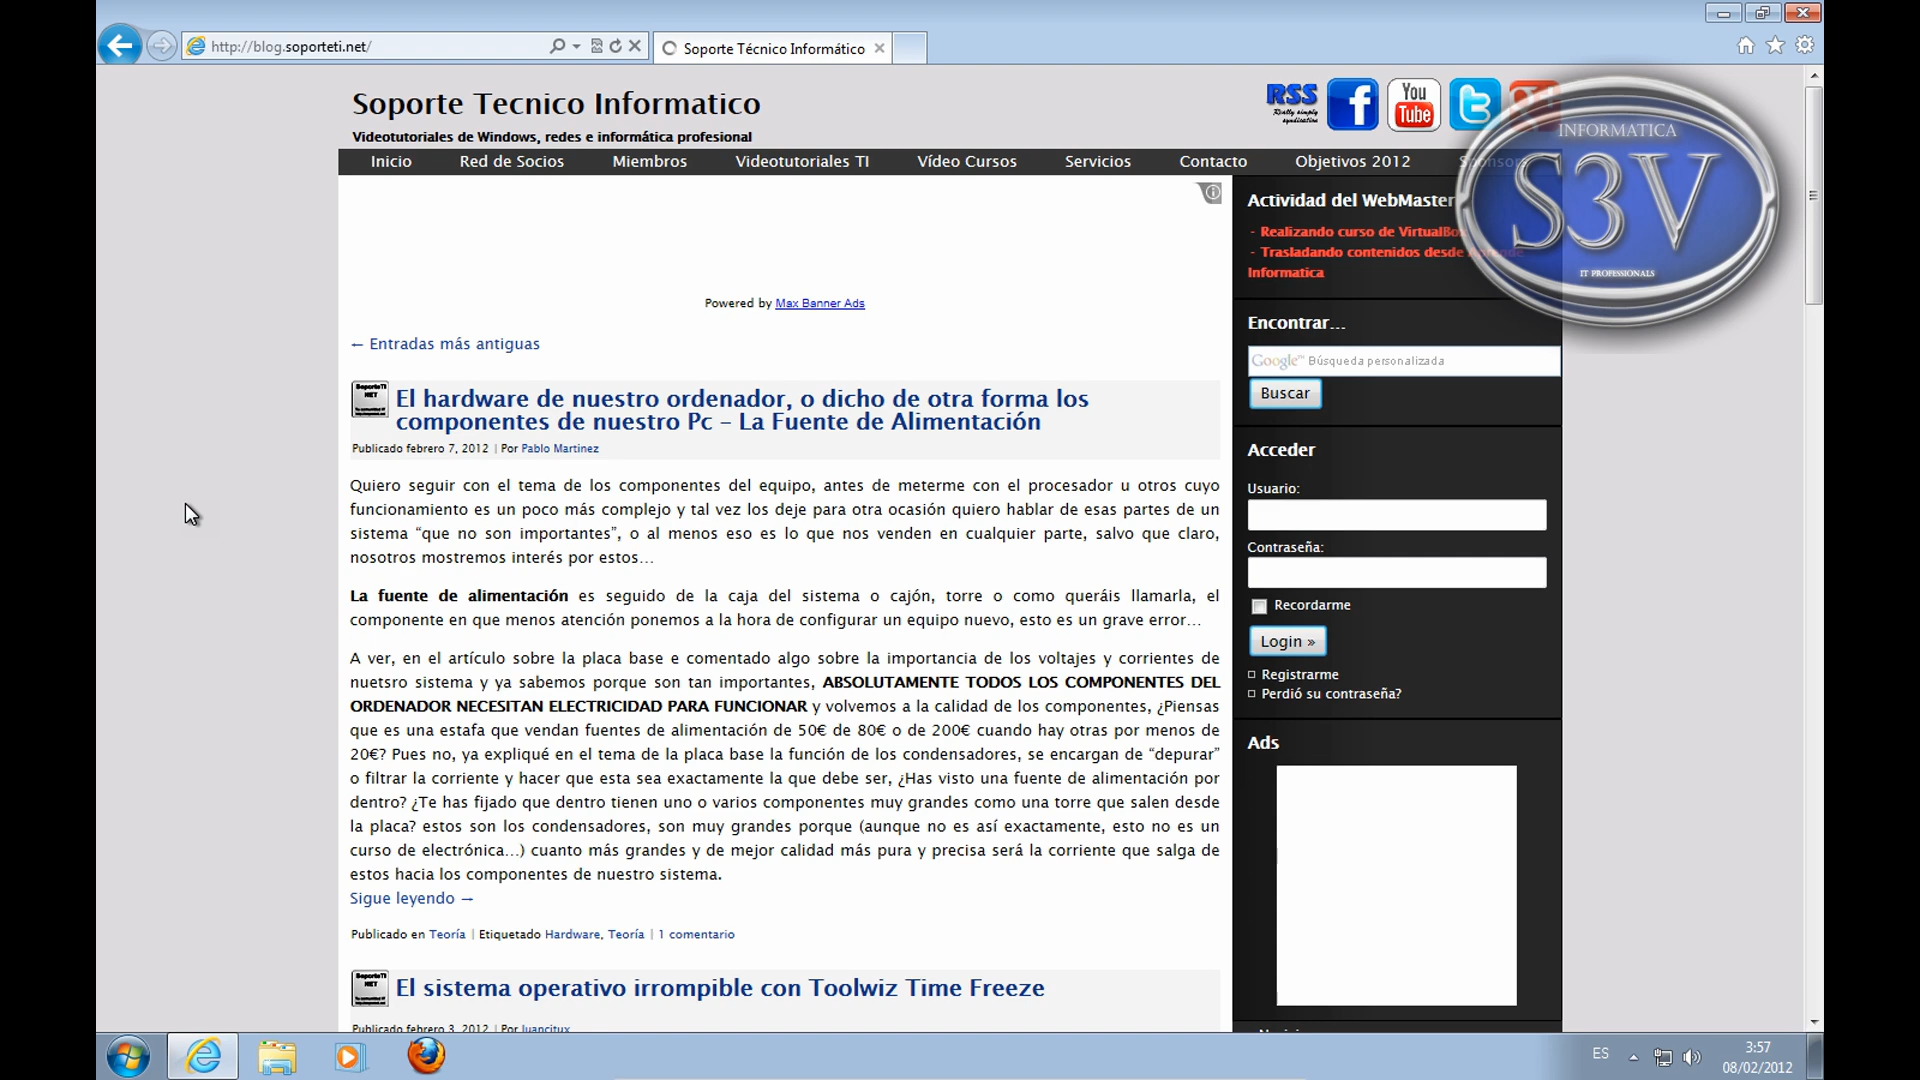 http://blog.soporteti.net/
Soporte Técnico Informático
Soporte Tecnico Informatico
Videotutoriales de Windows, redes e informática profesional
RSS
Really simple syndication
You Tube
Inicio Red de Socios Miembros Videotutoriales TI Vídeo Cursos Servicios Contacto Objetivos 2012 Sponsors
INFORMATICA
S3V
IT PROFESSIONALS
Powered by Max Banner Ads
← Entradas más antiguas
SoporteTI
NET
El hardware de nuestro ordenador, o dicho de otra forma los
componentes de nuestro Pc – La Fuente de Alimentación
Publicado febrero 7, 2012 | Por Pablo Martinez
Quiero seguir con el tema de los componentes del equipo, antes de meterme con el procesador u otros cuyo
funcionamiento es un poco más complejo y tal vez los deje para otra ocasión quiero hablar de esas partes de un
sistema “que no son importantes”, o al menos eso es lo que nos venden en cualquier parte, salvo que claro,
nosotros mostremos interés por estos…
La fuente de alimentación es seguido de la caja del sistema o cajón, torre o como queráis llamarla, el
componente en que menos atención ponemos a la hora de configurar un equipo nuevo, esto es un grave error…
A ver, en el artículo sobre la placa base e comentado algo sobre la importancia de los voltajes y corrientes de
nuetsro sistema y ya sabemos porque son tan importantes, ABSOLUTAMENTE TODOS LOS COMPONENTES DEL
ORDENADOR NECESITAN ELECTRICIDAD PARA FUNCIONAR y volvemos a la calidad de los componentes, ¿Piensas
que es una estafa que vendan fuentes de alimentación de 50€ de 80€ o de 200€ cuando hay otras por menos de
20€? Pues no, ya expliqué en el tema de la placa base la función de los condensadores, se encargan de “depurar”
o filtrar la corriente y hacer que esta sea exactamente la que debe ser, ¿Has visto una fuente de alimentación por
dentro? ¿Te has fijado que dentro tienen uno o varios componentes muy grandes como una torre que salen desde
la placa? estos son los condensadores, son muy grandes porque (aunque no es así exactamente, esto no es un
curso de electrónica…) cuanto más grandes y de mejor calidad más pura y precisa será la corriente que salga de
estos hacia los componentes de nuestro sistema.
Sigue leyendo →
Publicado en Teoría | Etiquetado Hardware, Teoría | 1 comentario
SoporteTI
NET
El sistema operativo irrompible con Toolwiz Time Freeze
Publicado febrero 3, 2012 | Por Juancitux
Actividad del WebMaster
- Realizando curso de VirtualBox
- Trasladando contenidos desde
Informatica
Encontrar...
Google™ Búsqueda personalizada
Buscar
Acceder
Usuario:
Contraseña:
Recordarme
Login »
Registrarme
Perdió su contraseña?
Ads
ES
3:57
08/02/2012